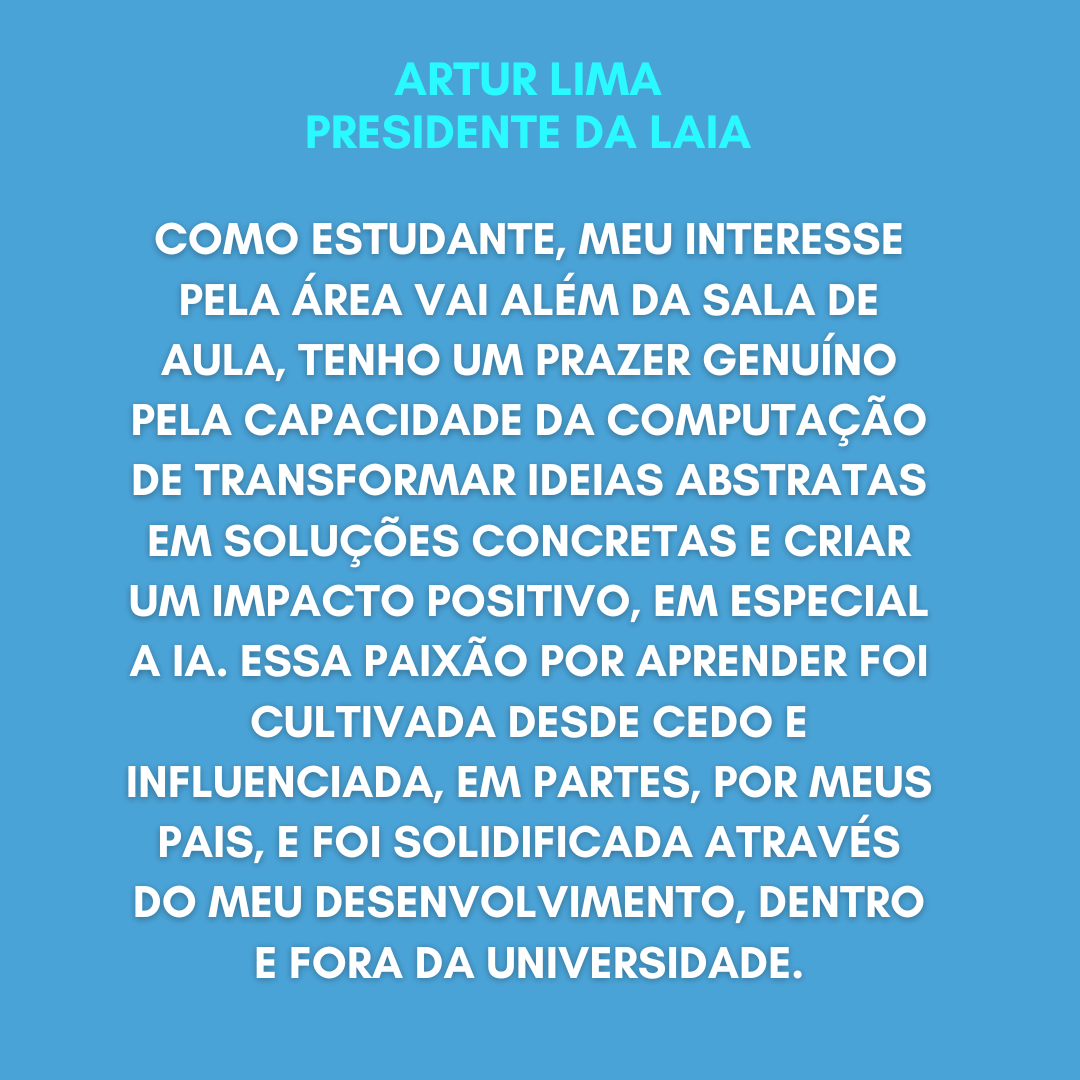 ARTUR LIMA
PRESIDENTE DA LAIA
COMO ESTUDANTE, MEU INTERESSE
PELA ÁREA VAI ALÉM DA SALA DE
AULA, TENHO UM PRAZER GENUÍNO
PELA CAPACIDADE DA COMPUTAÇÃO
DE TRANSFORMAR IDEIAS ABSTRATAS
EM SOLUÇÕES CONCRETAS E CRIAR
UM IMPACTO POSITIVO, EM ESPECIAL
A IA. ESSA PAIXÃO POR APRENDER FOI
CULTIVADA DESDE CEDO E
INFLUENCIADA, EM PARTES, POR MEUS
PAIS, E FOI SOLIDIFICADA ATRAVÉS
DO MEU DESENVOLVIMENTO, DENTRO
E FORA DA UNIVERSIDADE.